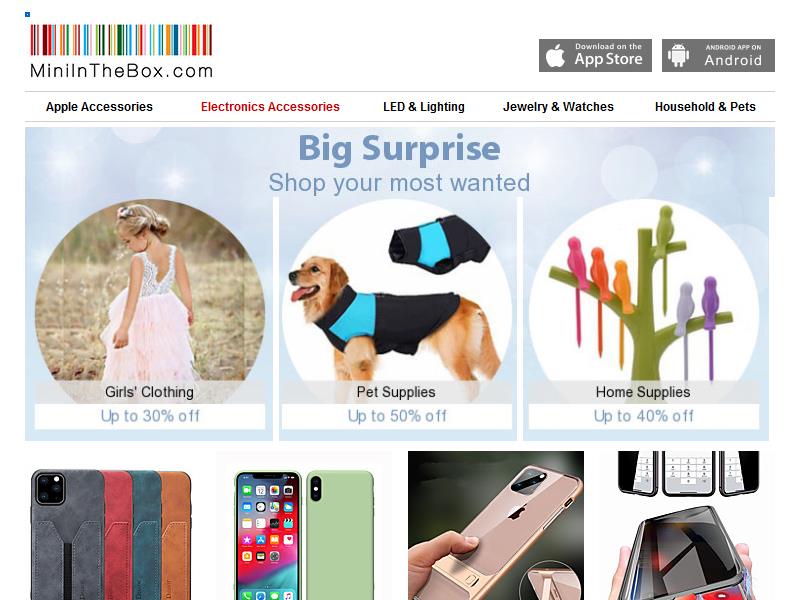 MiniInTheBox.com
Download on the
App Store
ANDROID APP ON
Android
Apple Accessories
Electronics Accessories
LED & Lighting
Jewelry & Watches
Household & Pets
Big Surprise
Shop your most wanted
Girls' Clothing
Pet Supplies
Home Supplies
Up to 30% off
Up to 50% off
Up to 40% off